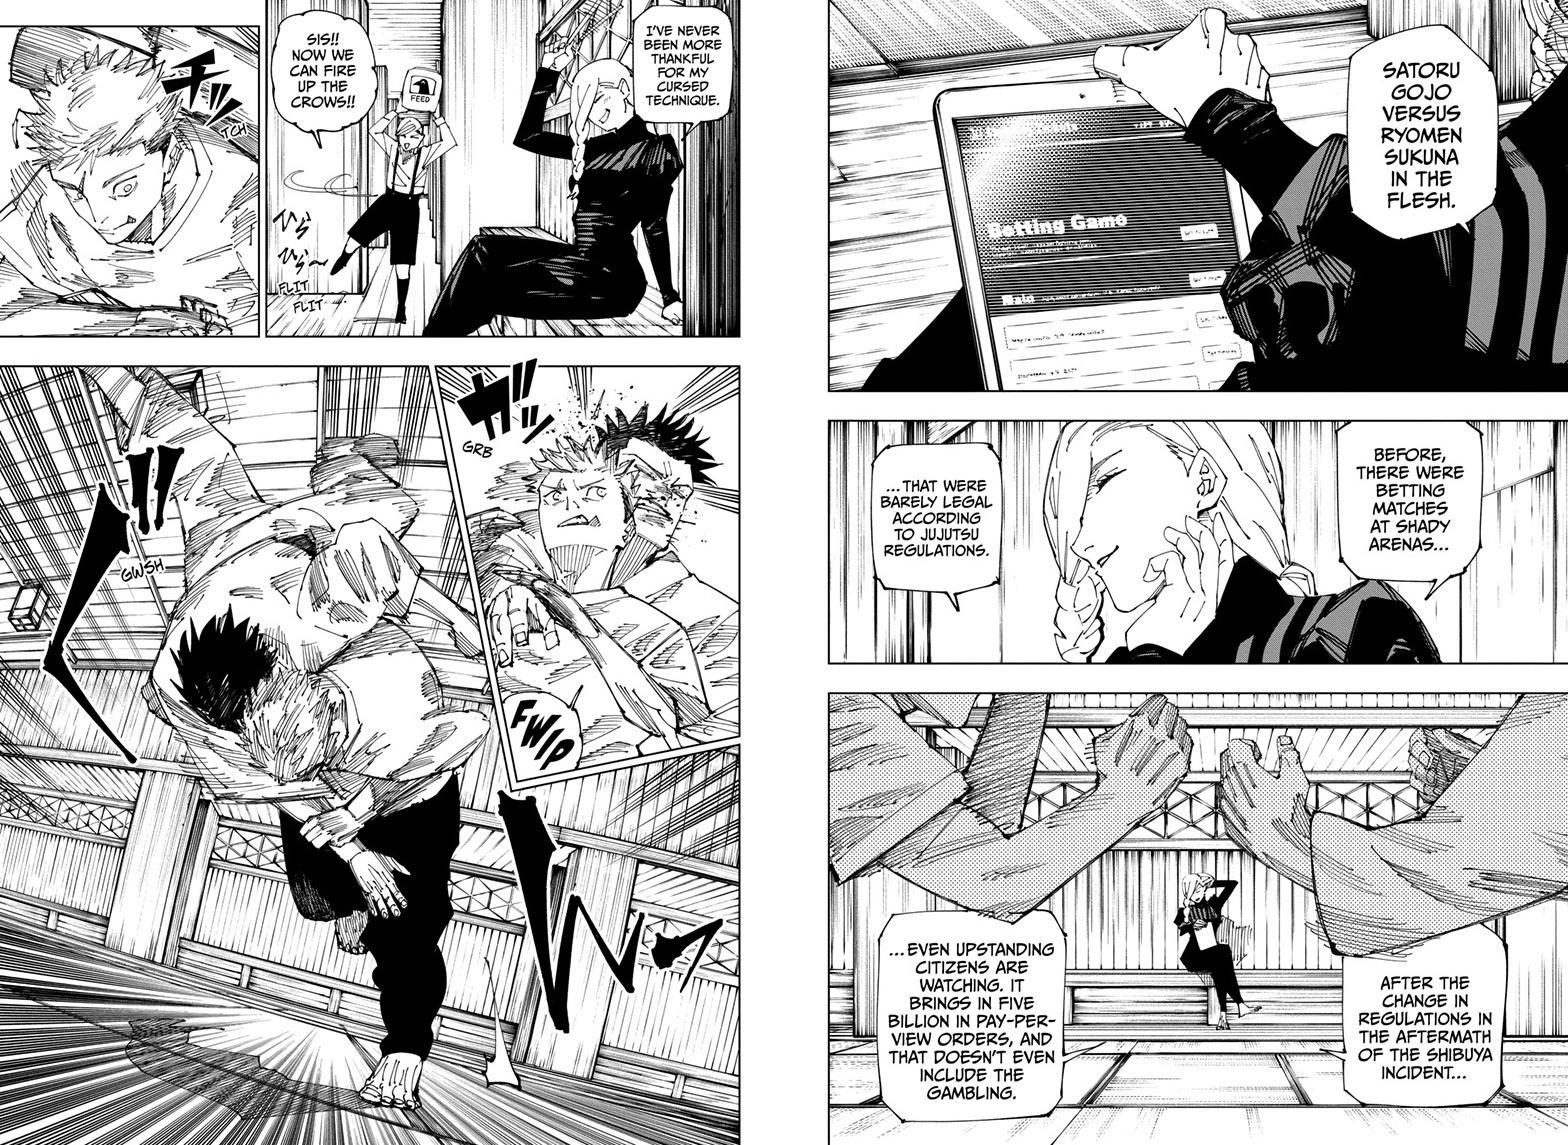 SATORU
GOJO
VERSUS
RYOMEN
SUKUNA
IN THE
FLESH.
Betting Game
Main
BEFORE,
THERE WERE
BETTING
MATCHES
AT SHADY
ARENAS...
...THAT WERE
BARELY LEGAL
ACCORDING
TO JUJUTSU
REGULATIONS.
AFTER THE
CHANGE IN
REGULATIONS IN
THE AFTERMATH
OF THE SHIBUYA
INCIDENT...
...EVEN UPSTANDING
CITIZENS ARE
WATCHING. IT
BRINGS IN FIVE
BILLION IN PAY-PER-
VIEW ORDERS, AND
THAT DOESN'T EVEN
INCLUDE THE
GAMBLING.
I'VE NEVER
BEEN MORE
THANKFUL
FOR MY
CURSED
TECHNIQUE.
SIS!!
NOW WE
CAN FIRE
UP THE
CROWS!!
FEED
FLIT
FLIT
チッ
TCH
ガッ
GRB
FWIP
GWSH